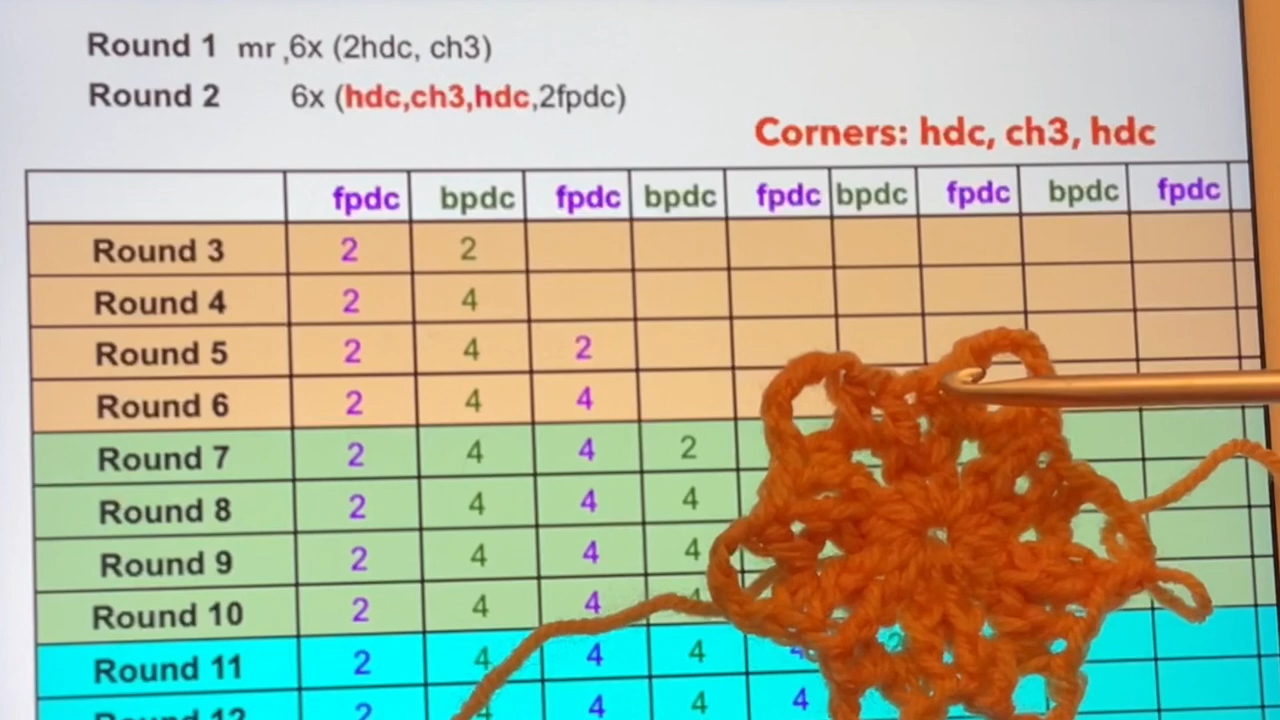 Round 1 mr ,6x (2hdc, ch3)
Round 2 6x (hdc,ch3,hdc,2fpdc)
Corners: hdc, ch3, hdc
fpdc bpdc fpdc bpdc fpdc bpdc fpdc bpdc fpdc
Round 3 2 2
Round 4 2 4
Round 5 2 4 2
Round 6 2 4 4
Round 7 2 4 4 2
Round 8 2 4 4 4
Round 9 2 4 4 4
Round 10 2 4 4 4
Round 11 2 4 4 4
Round 12 2 4 4 4 4